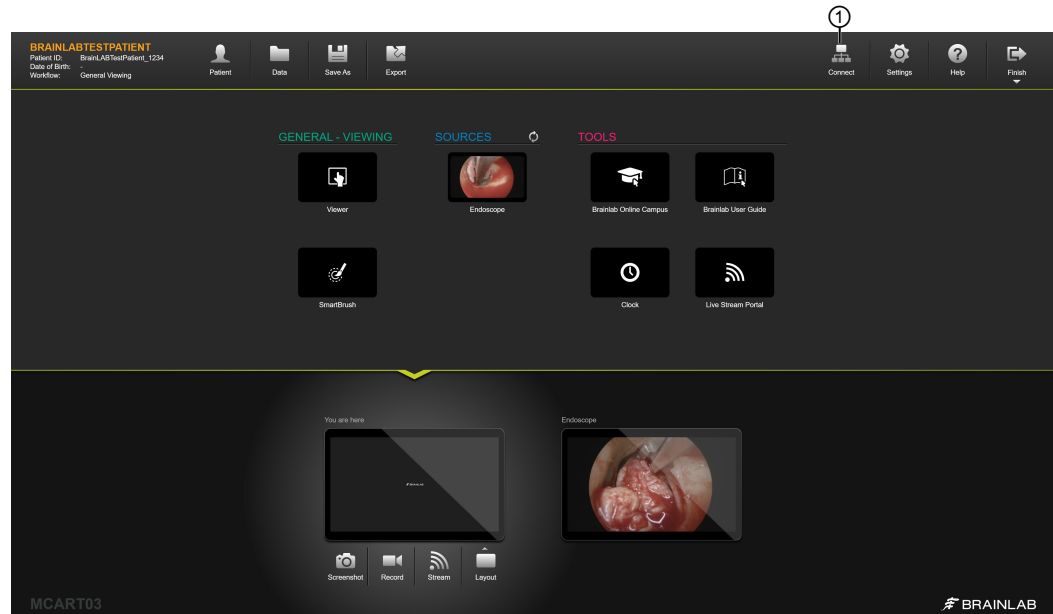 1
BRAINLABTESTPATIENT
Patient ID: BrainLABTestPatient_1234
Date of Birth: -
Workflow: General Viewing
Patient
Data
Save As
Export
Connect
Settings
Help
Finish
GENERAL - VIEWING
SOURCES
TOOLS
Viewer
Endoscope
Brainlab Online Campus
Brainlab User Guide
SmartBrush
Clock
Live Stream Portal
You are here
Endoscope
BRAINLAB
Screenshot
Record
Stream
Layout
MCART03
BRAINLAB